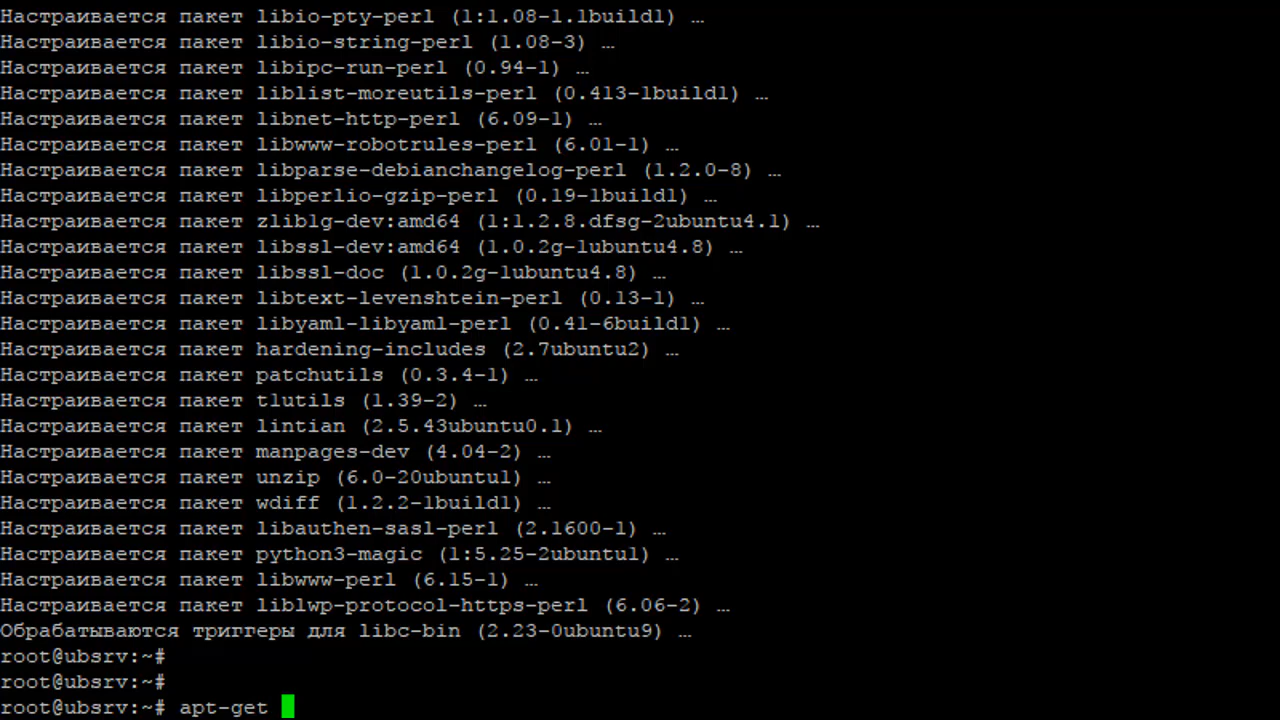 Настраивается пакет libio-pty-perl (1:1.08-1.1build1) …
Настраивается пакет libio-string-perl (1.08-3) …
Настраивается пакет libipc-run-perl (0.94-1) …
Настраивается пакет liblist-moreutils-perl (0.413-1build1) …
Настраивается пакет libnet-http-perl (6.09-1) …
Настраивается пакет libwww-robotrules-perl (6.01-1) …
Настраивается пакет libparse-debianchangelog-perl (1.2.0-8) …
Настраивается пакет libperlio-gzip-perl (0.19-1build1) …
Настраивается пакет zlib1g-dev:amd64 (1:1.2.8.dfsg-2ubuntu4.1) …
Настраивается пакет libssl-dev:amd64 (1.0.2g-1ubuntu4.8) …
Настраивается пакет libssl-doc (1.0.2g-1ubuntu4.8) …
Настраивается пакет libtext-levenshtein-perl (0.13-1) …
Настраивается пакет libyaml-libyaml-perl (0.41-6build1) …
Настраивается пакет hardening-includes (2.7ubuntu2) …
Настраивается пакет patchutils (0.3.4-1) …
Настраивается пакет t1utils (1.39-2) …
Настраивается пакет lintian (2.5.43ubuntu0.1) …
Настраивается пакет manpages-dev (4.04-2) …
Настраивается пакет unzip (6.0-20ubuntu1) …
Настраивается пакет wdiff (1.2.2-1build1) …
Настраивается пакет libauthen-sasl-perl (2.1600-1) …
Настраивается пакет python3-magic (1:5.25-2ubuntu1) …
Настраивается пакет libwww-perl (6.15-1) …
Настраивается пакет liblwp-protocol-https-perl (6.06-2) …
Обрабатываются триггеры для libc-bin (2.23-0ubuntu9) …
root@ubsrv:~#
root@ubsrv:~#
root@ubsrv:~# apt-get